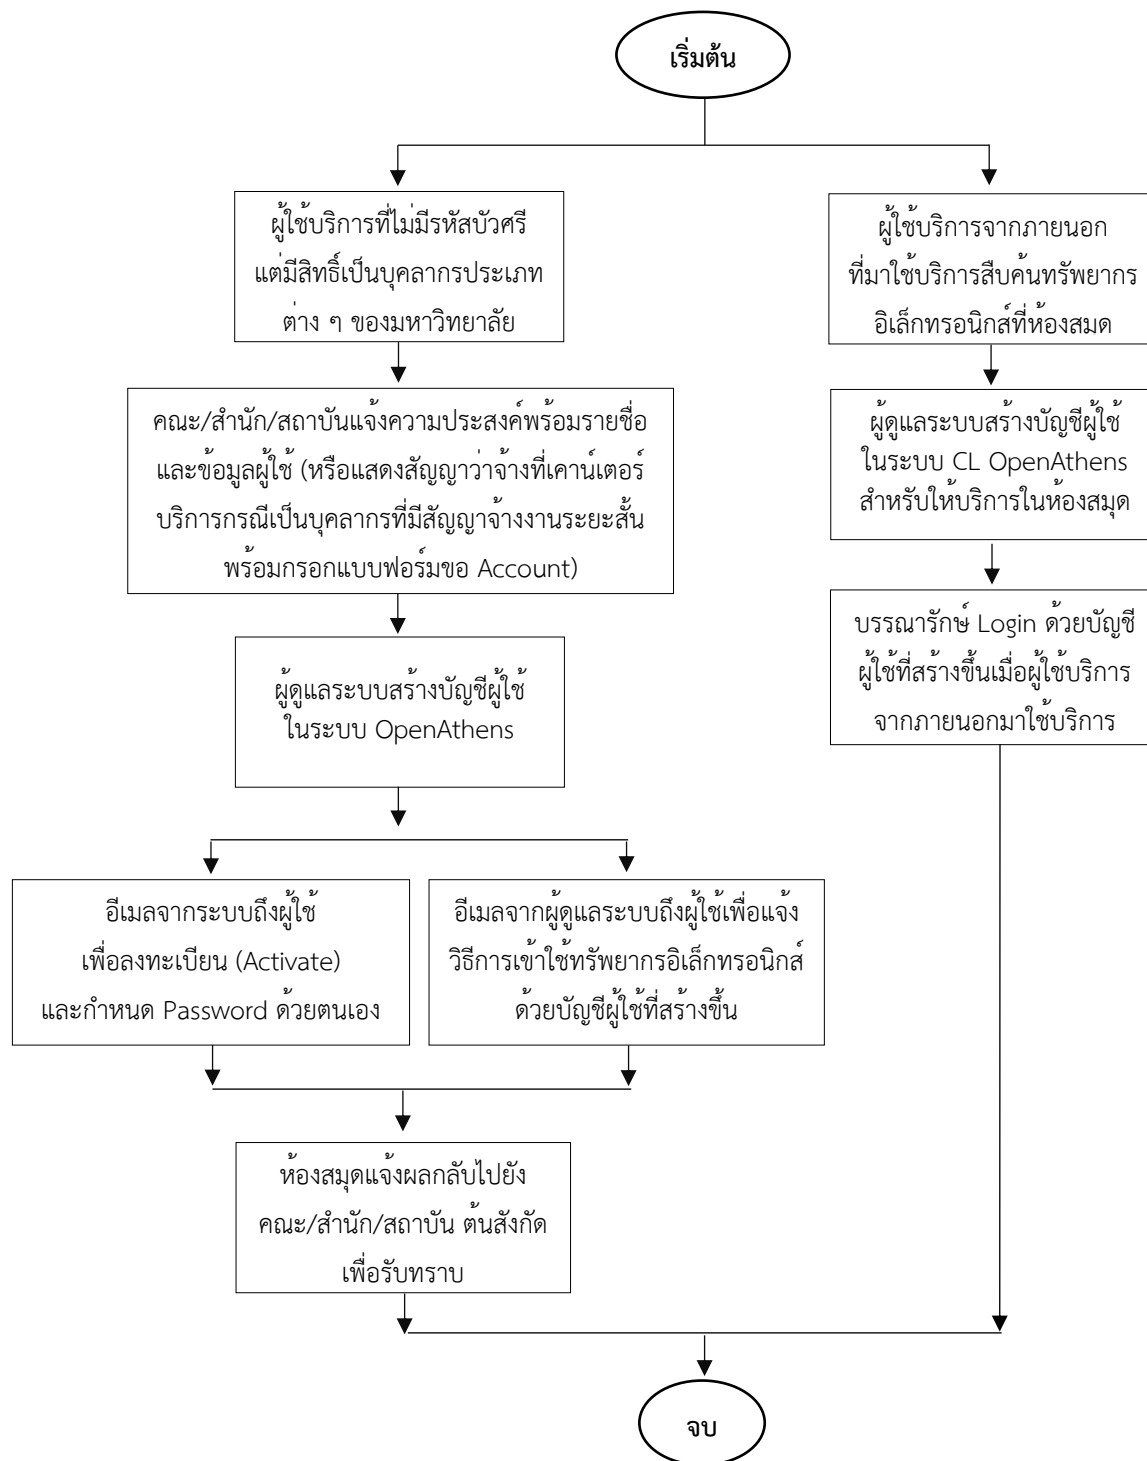 เริ่มต้น
ผู้ใช้บริการที่ไม่มีรหัสบัวศรี
แต่มีสิทธิ์เป็นบุคลากรประเภท
ต่าง ๆ ของมหาวิทยาลัย
คณะ/สำนัก/สถาบันแจ้งความประสงค์พร้อมรายชื่อ
และข้อมูลผู้ใช้ (หรือแสดงสัญญาว่าจ้างที่เคาน์เตอร์
บริการกรณีเป็นบุคลากรที่มีสัญญาจ้างงานระยะสั้น
พร้อมกรอกแบบฟอร์มขอ Account)
ผู้ดูแลระบบสร้างบัญชีผู้ใช้
ในระบบ OpenAthens
อีเมลจากระบบถึงผู้ใช้
เพื่อลงทะเบียน (Activate)
และกำหนด Password ด้วยตนเอง
อีเมลจากผู้ดูแลระบบถึงผู้ใช้เพื่อแจ้ง
วิธีการเข้าใช้ทรัพยากรอิเล็กทรอนิกส์
ด้วยบัญชีผู้ใช้ที่สร้างขึ้น
ห้องสมุดแจ้งผลกลับไปยัง
คณะ/สำนัก/สถาบัน ต้นสังกัด
เพื่อรับทราบ
ผู้ใช้บริการจากภายนอก
ที่มาใช้บริการสืบค้นทรัพยากร
อิเล็กทรอนิกส์ที่ห้องสมด
ผู้ดูแลระบบสร้างบัญชีผู้ใช้
ในระบบ CL OpenAthens
สำหรับให้บริการในห้องสมุด
บรรณารักษ์ Login ด้วยบัญชี
ผู้ใช้ที่สร้างขึ้นเมื่อผู้ใช้บริการ
จากภายนอกมาใช้บริการ
จบ